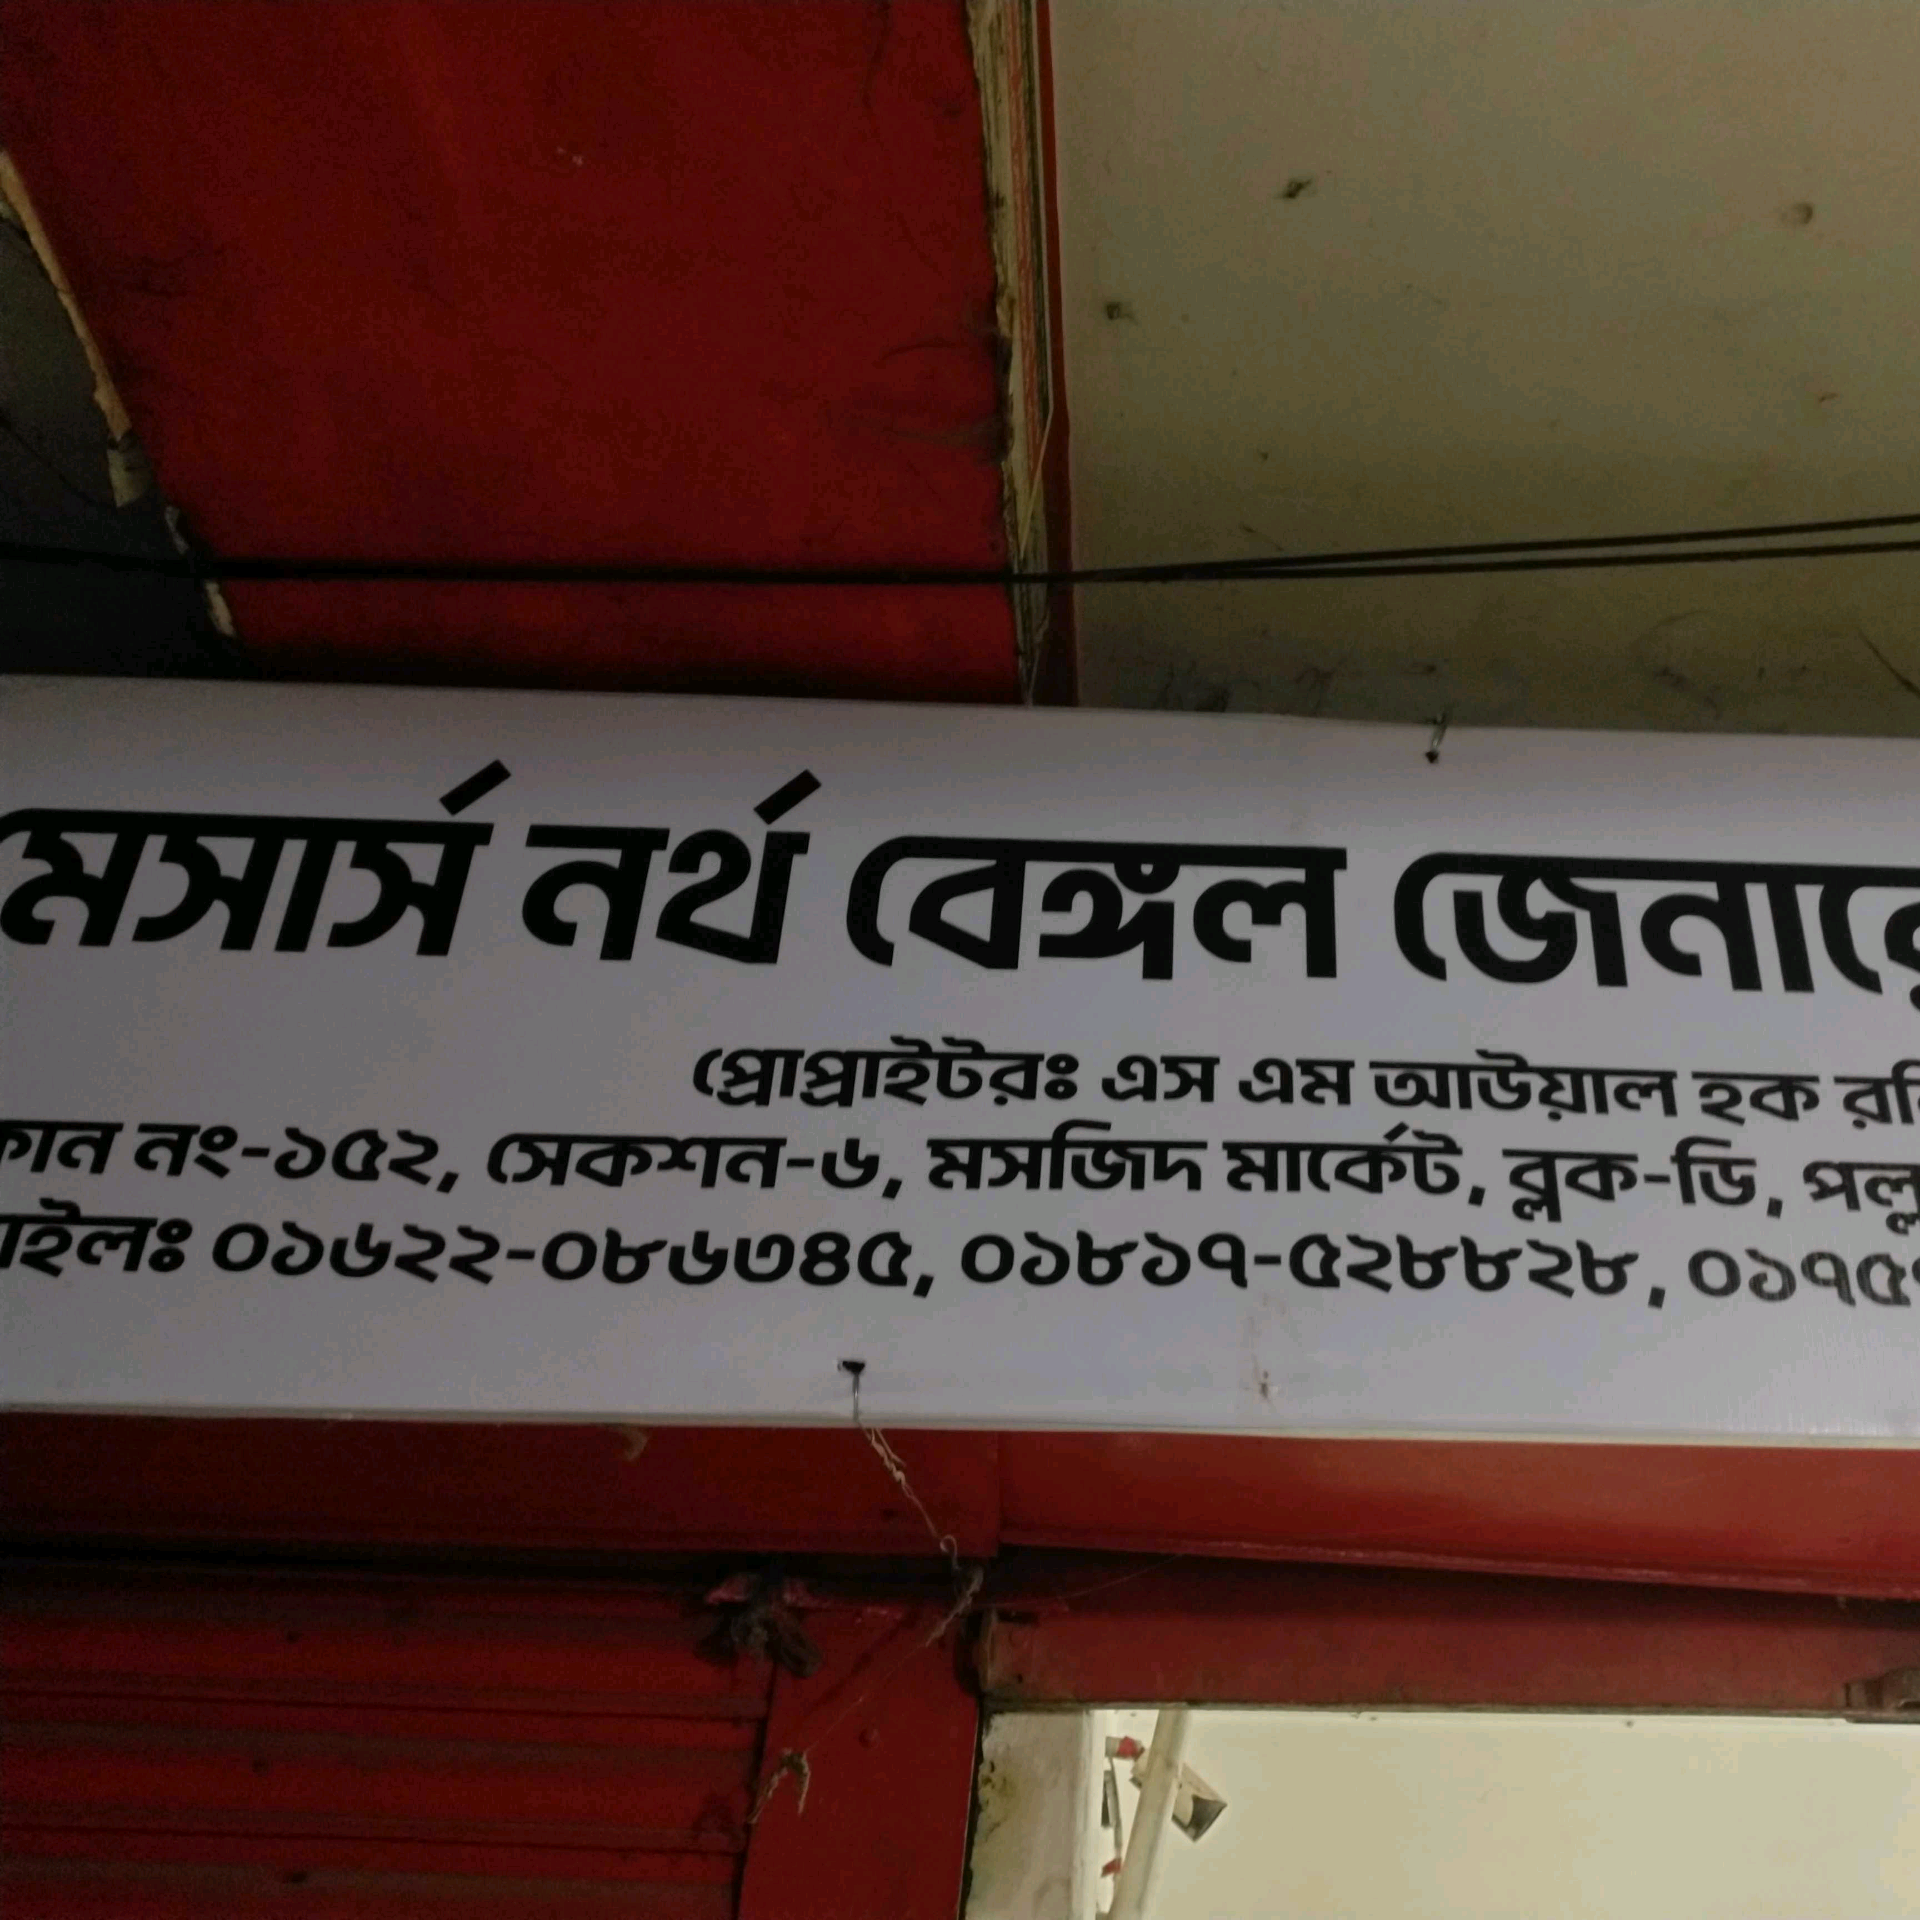 মেসার্স নর্থ বেঙ্গল
প্রোপ্রাইটরঃ এস এম আউয়াল হক
নং-১৫২, সেকশন-৬, মসজিদ মার্কেট, ব্লক-ডি,
০১৬২২-০৮৬৩৪৫, ০১৮১৭-৫২৮৮২৮,